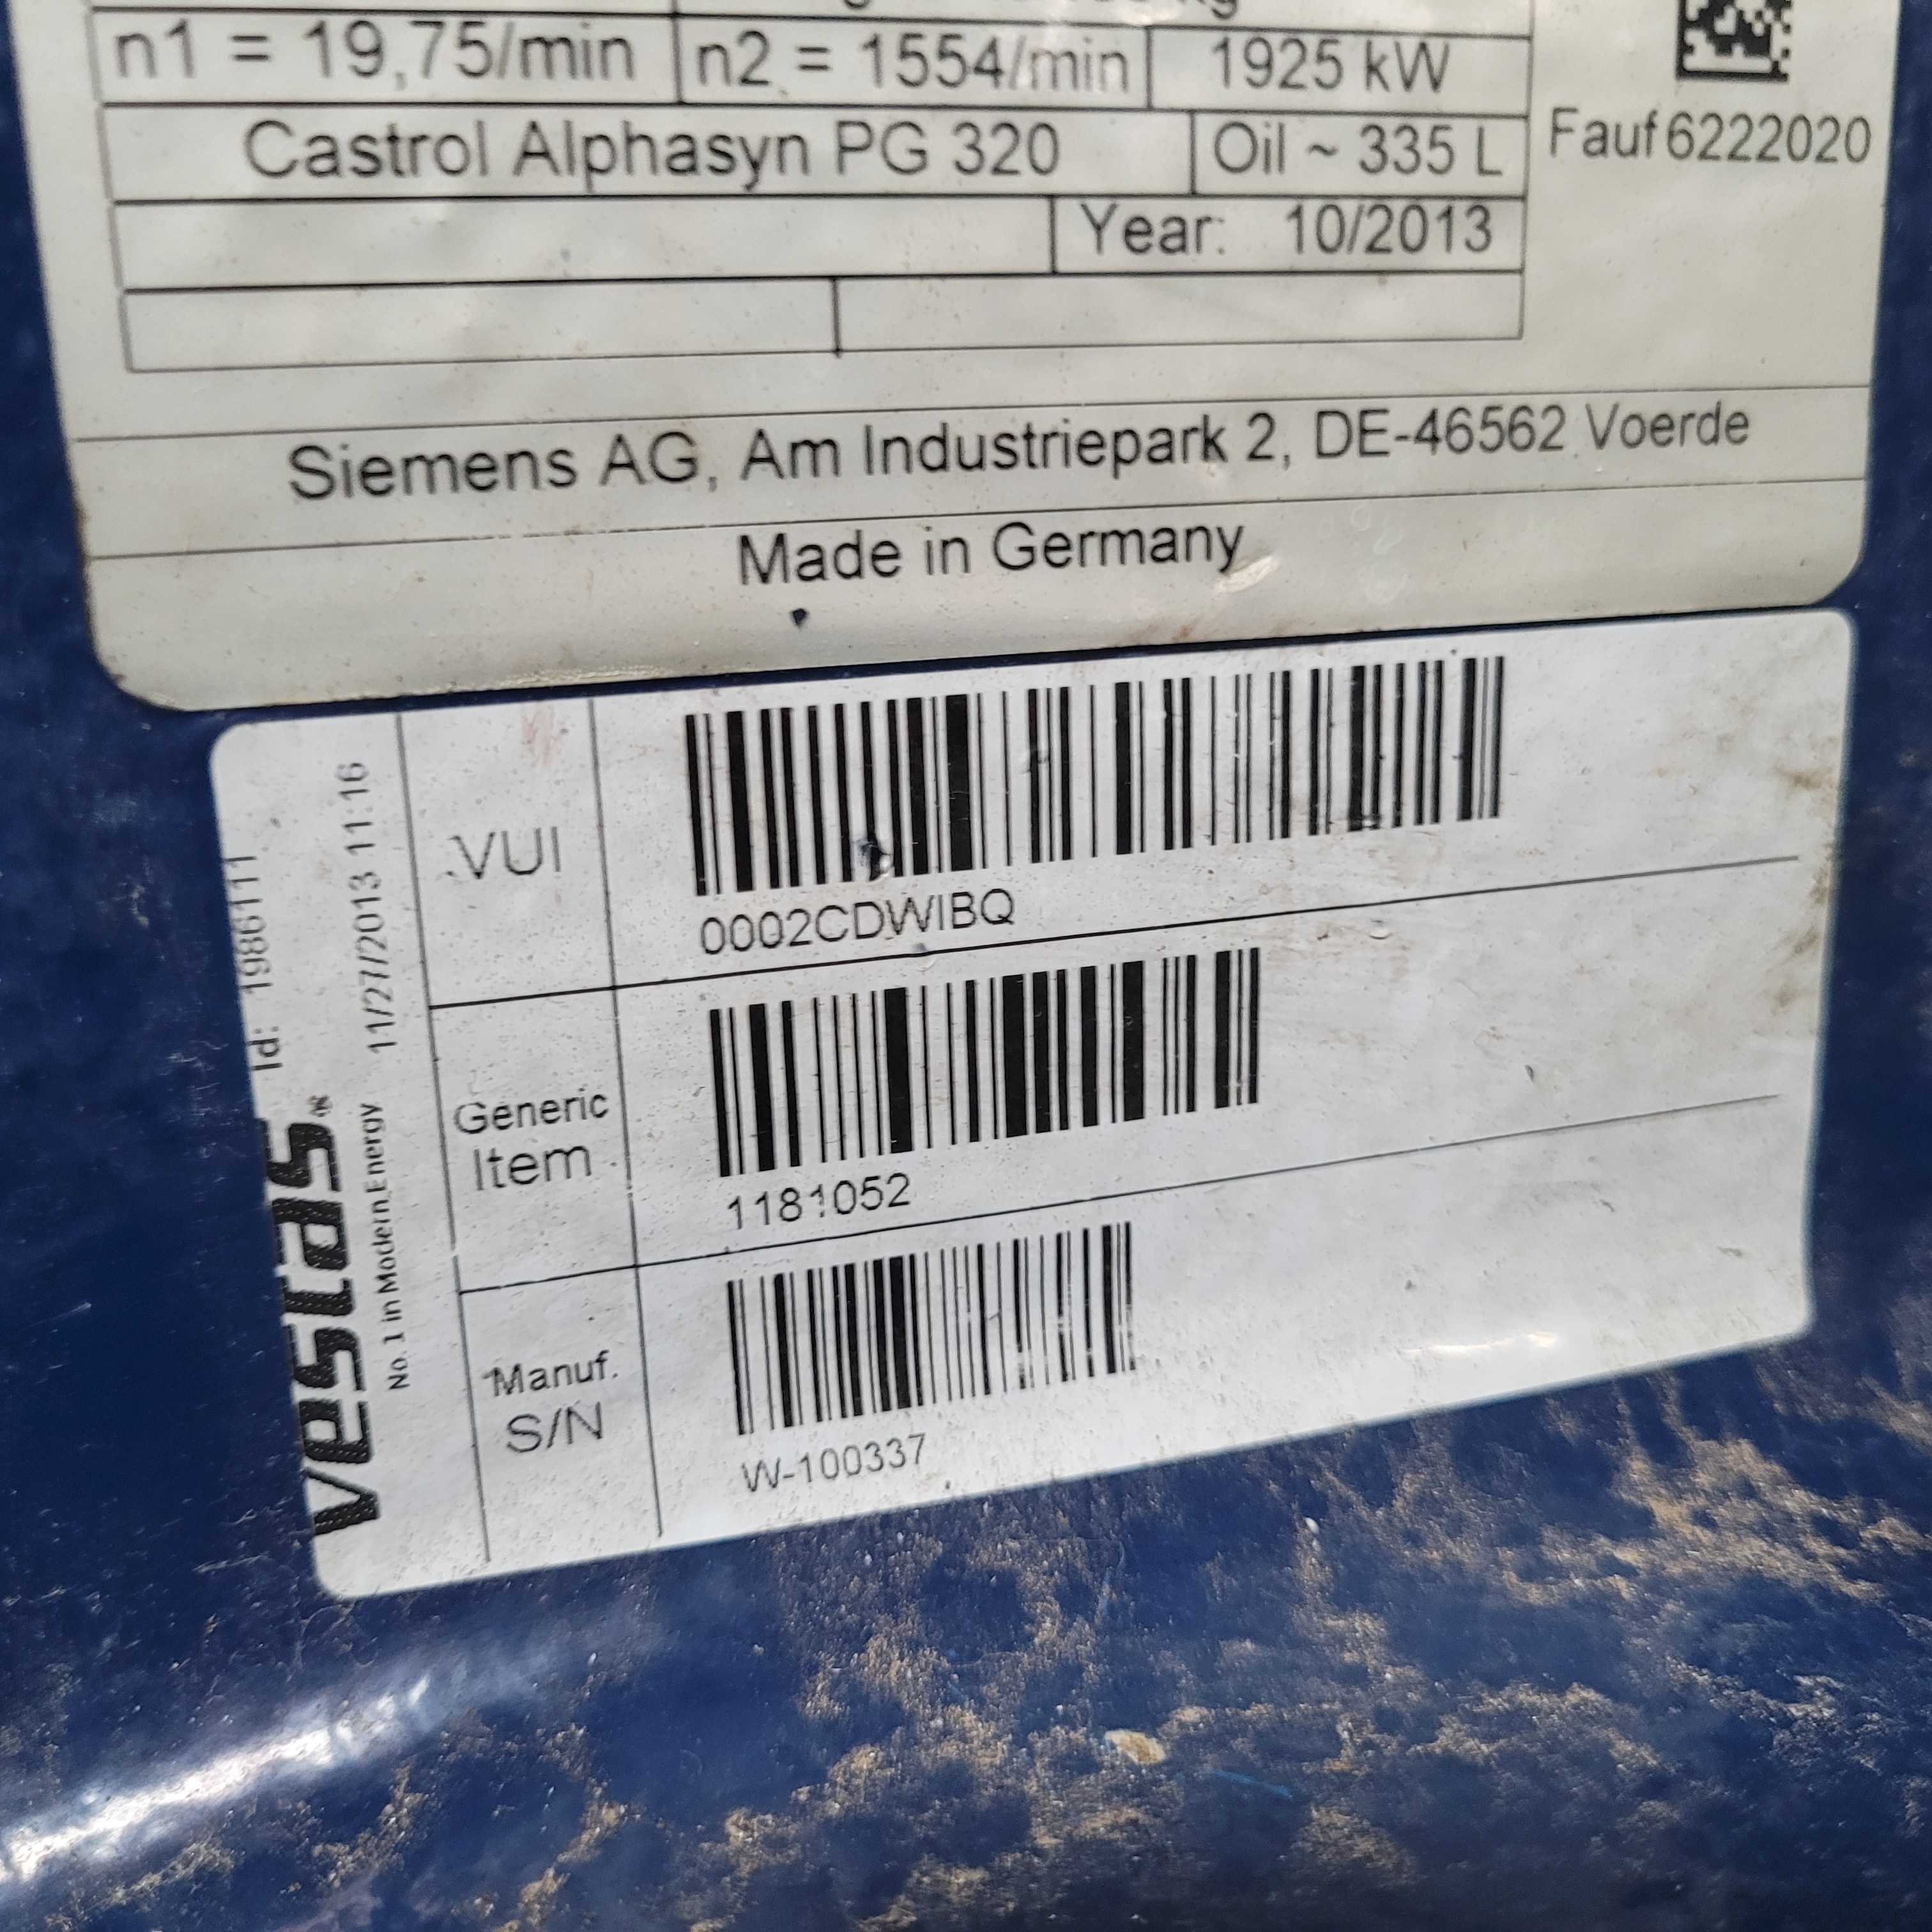 n1 = 19,75/min n2 = 1554/min 1925 kW
Castrol Alphasyn PG 320 Oil ~ 335 L Fauf 6222020
Year: 10/2013
Siemens AG, Am Industriepark 2, DE-46562 Voerde
Made in Germany
Vestas® Id: 1986111
No. 1 in Modern Energy 11/27/2013 11:16
VUI
0002CDWIBQ
Generic
Item
1181052
Manuf.
S/N
W-100337